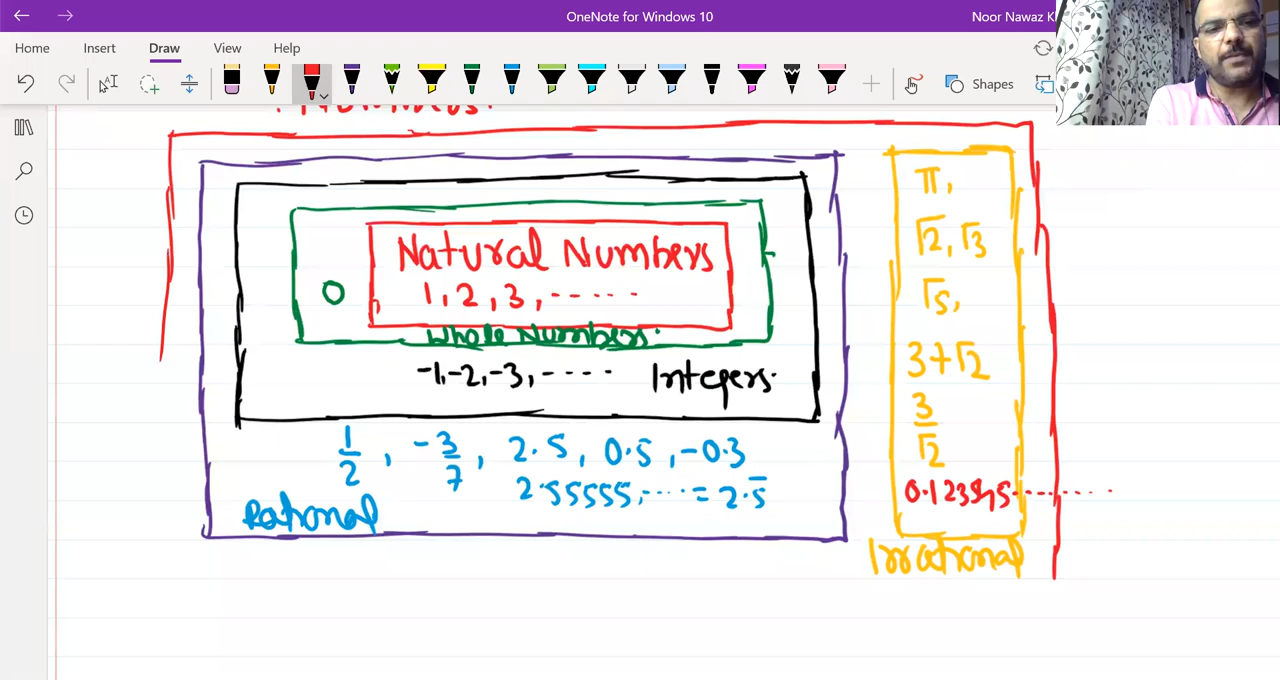 OneNote for Windows 10
Noor Nawaz K
Home Insert Draw View Help
Shapes
Natural Numbers
0 1, 2, 3, ------
Whole Numbers.
-1, -2, -3, ---- Integers.
1/2, -3/7, 2.5, 0.5, -0.3
2.55555, ---- = 2.5̅
Rational
π,
√2, √3
√5,
3+√2
3/√2
Irrational